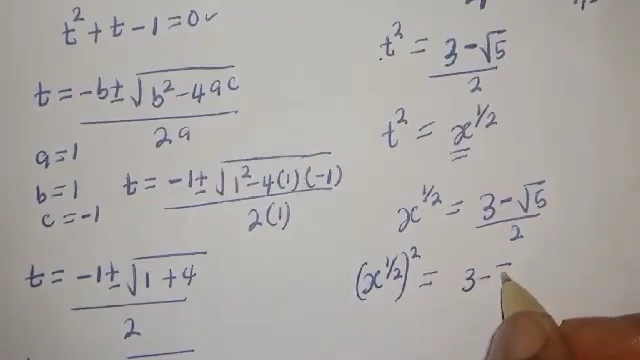 t² + t - 1 = 0 ✓
t = -b ± √b² - 4ac
2a
a = 1
b = 1
c = -1
t = -1 ± √1² - 4(1)(-1)
2(1)
t = -1 ± √1 + 4
2
t² = 3 - √5
2
t² = x^1/2
x^1/2 = 3 - √5
2
(x^1/2)² = 3 -